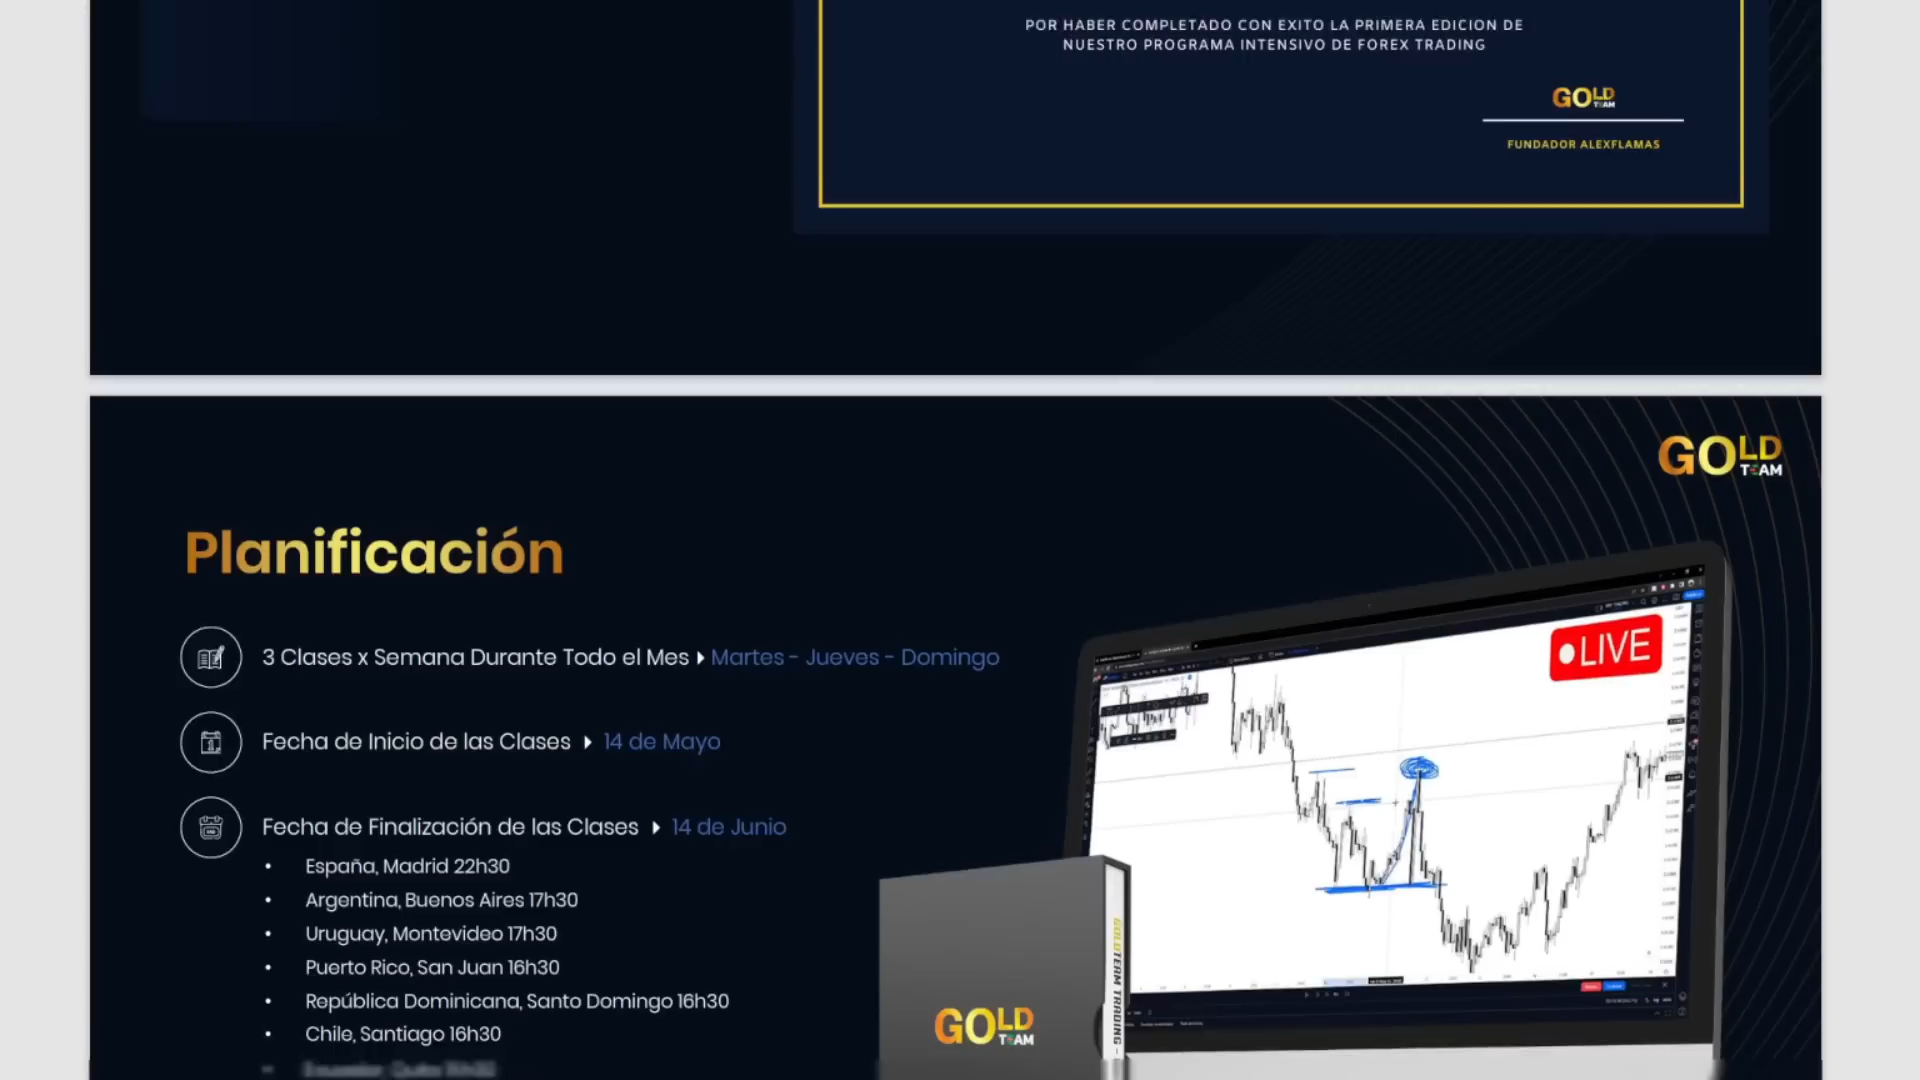 POR HABER COMPLETADO CON EXITO LA PRIMERA EDICION DE
NUESTRO PROGRAMA INTENSIVO DE FOREX TRADING
GOLD TEAM
FUNDADOR ALEXFLAMAS
GOLD TEAM
Planificación
3 Clases x Semana Durante Todo el Mes Martes - Jueves - Domingo
Fecha de Inicio de las Clases 14 de Mayo
Fecha de Finalización de las Clases 14 de Junio
• España, Madrid 22h30
• Argentina, Buenos Aires 17h30
• Uruguay, Montevideo 17h30
• Puerto Rico, San Juan 16h30
• República Dominicana, Santo Domingo 16h30
• Chile, Santiago 16h30
LIVE
GOLDTEAM TRADING
GOLD TEAM